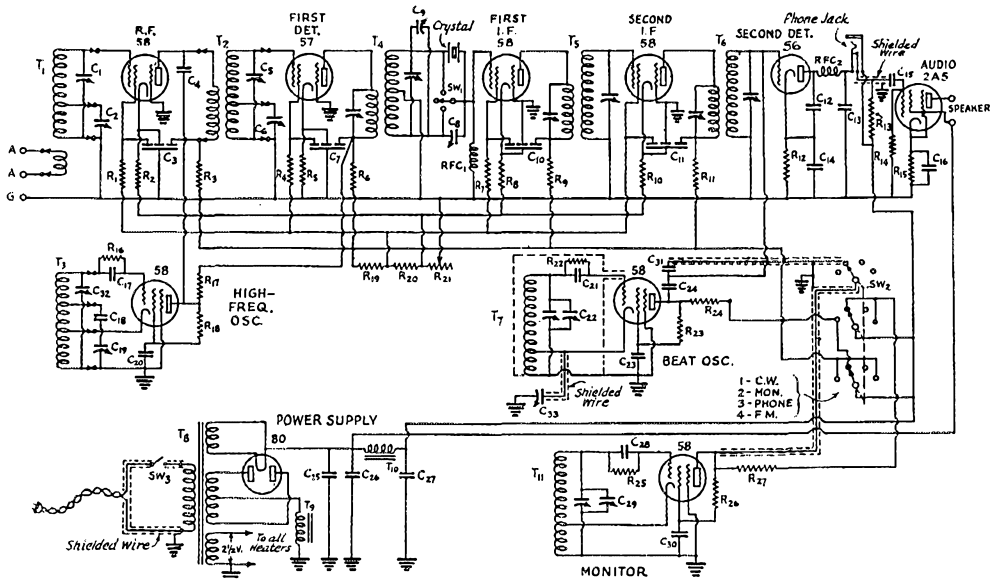 R.F.
58
FIRST
DET.
57
FIRST
I.F.
58
SECOND
I.F
58
SECOND DET.
56
Phone Jack
Shielded
Wire
AUDIO
2A5
SPEAKER
T1
C1
C2
C3
C4
T2
C5
C6
C7
T4
C9
Crystal
SW1
C8
RFC1
C10
T5
C11
T6
RFC2
C12
C13
C14
C15
C16
A
A
G
R1
R2
R3
R4
R5
R6
R7
R8
R9
R10
R11
R12
R13
R14
R15
R19
R20
R21
T3
R16
C17
C32
C18
C19
C20
58
R17
R18
HIGH-
FREQ.
OSC.
T7
R22
C21
C22
58
C23
C31
C24
R24
R23
BEAT OSC.
C33
Shielded
Wire
SW2
1 - C.W.
2 - MON.
3 - PHONE
4 - F M.
POWER SUPPLY
T8
80
SW3
Shielded Wire
2½V.
To all
Heaters
T9
C25
C26
T10
C27
T11
C28
R25
C29
58
C30
R26
R27
MONITOR